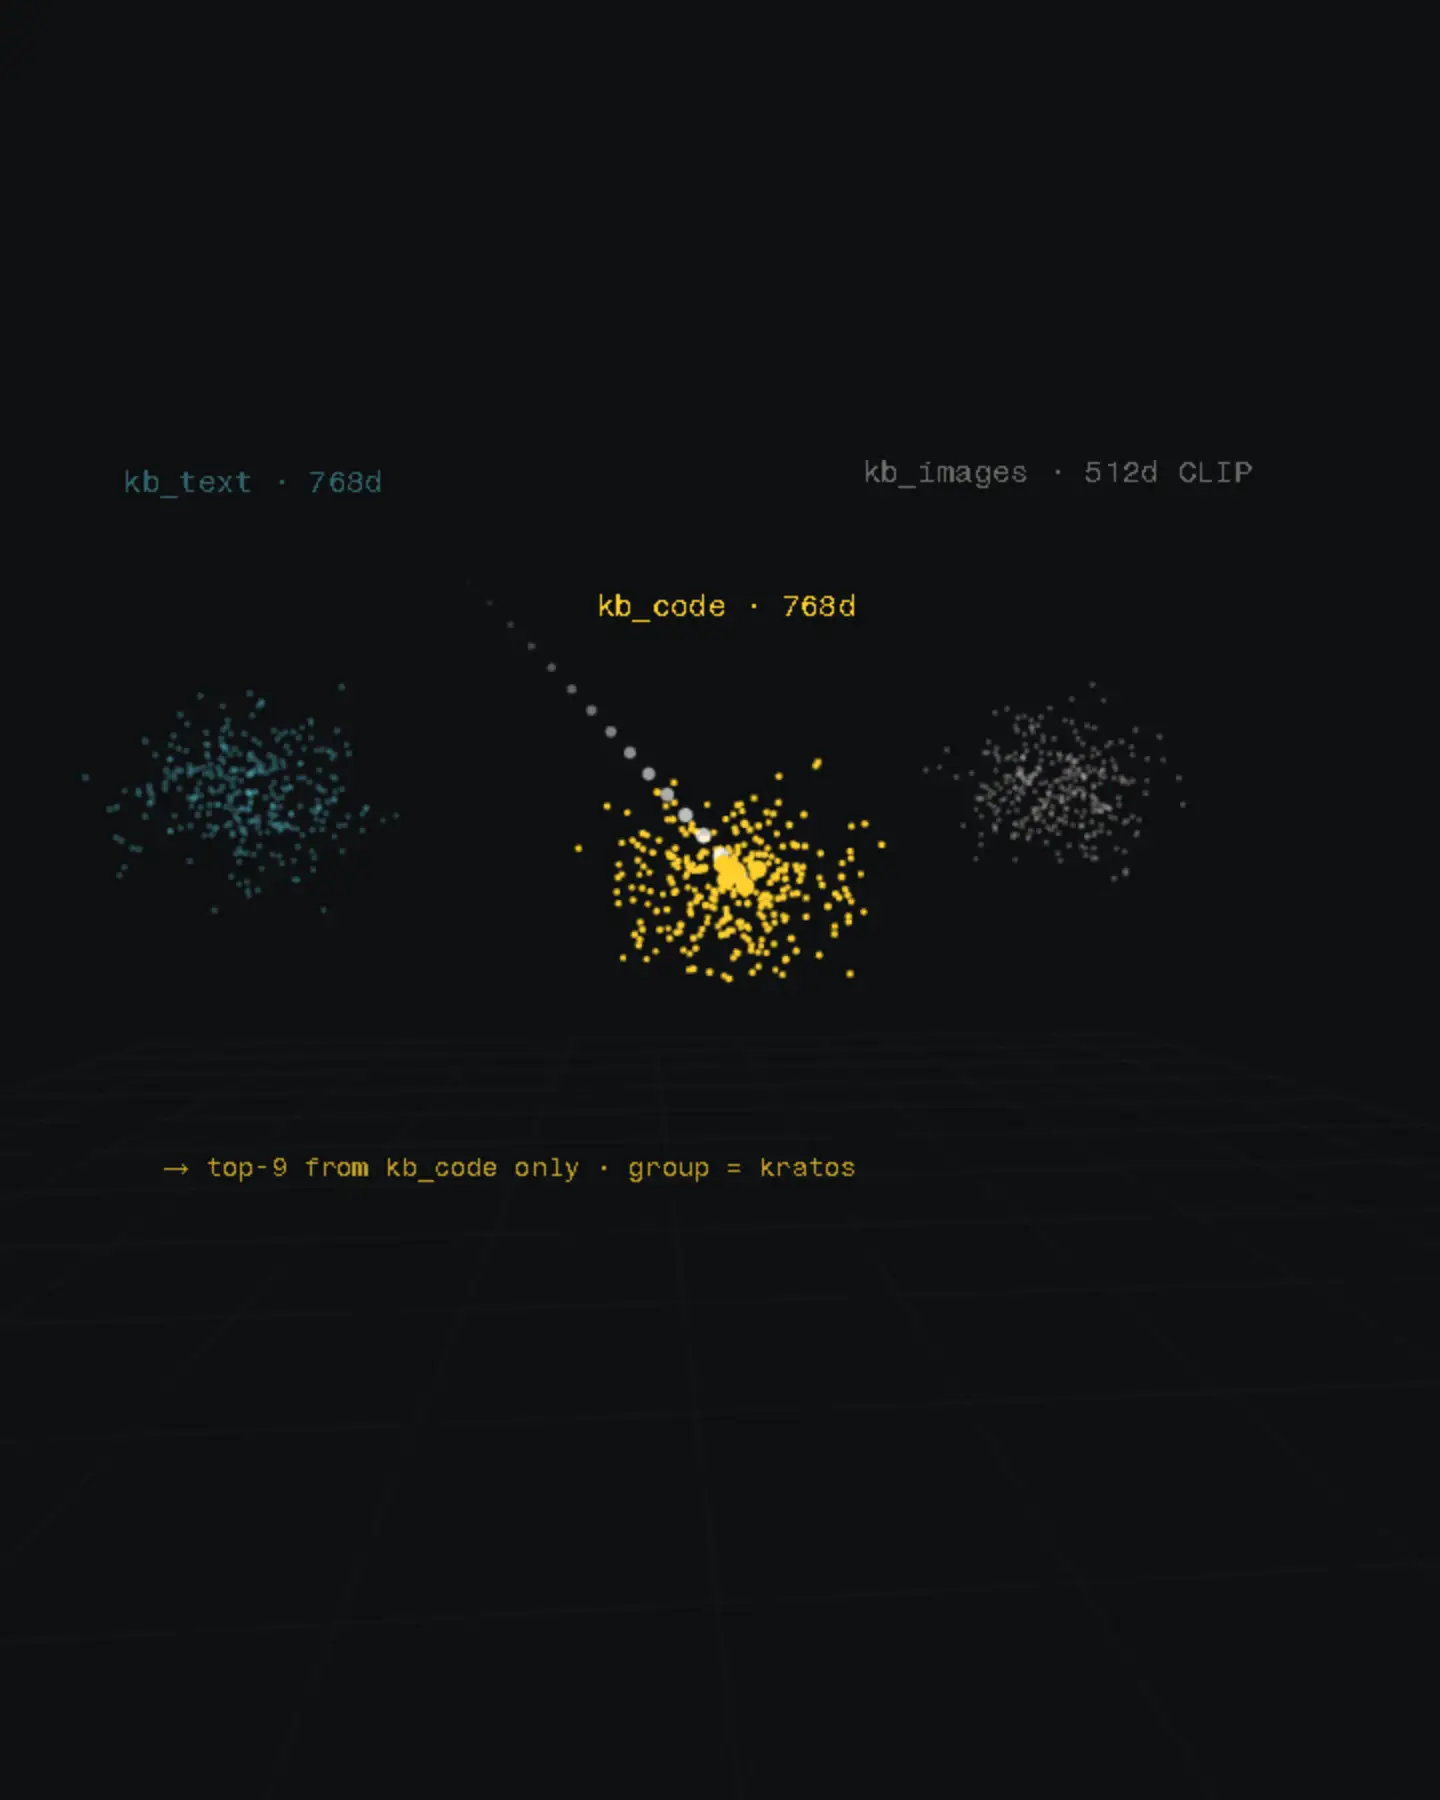 kb_text · 768d
kb_images · 512d CLIP
kb_code · 768d
→ top-9 from kb_code only · group = kratos